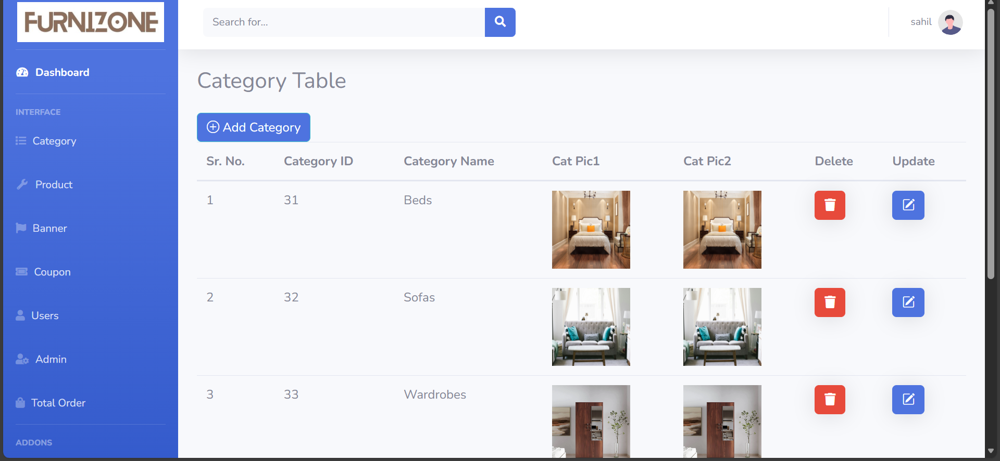 FURNIZONE
Search for...
sahil
Dashboard
INTERFACE
Category
Product
Banner
Coupon
Users
Admin
Total Order
ADDONS
Category Table
Add Category
Sr. No. Category ID Category Name Cat Pic1 Cat Pic2 Delete Update
1 31 Beds
2 32 Sofas
3 33 Wardrobes